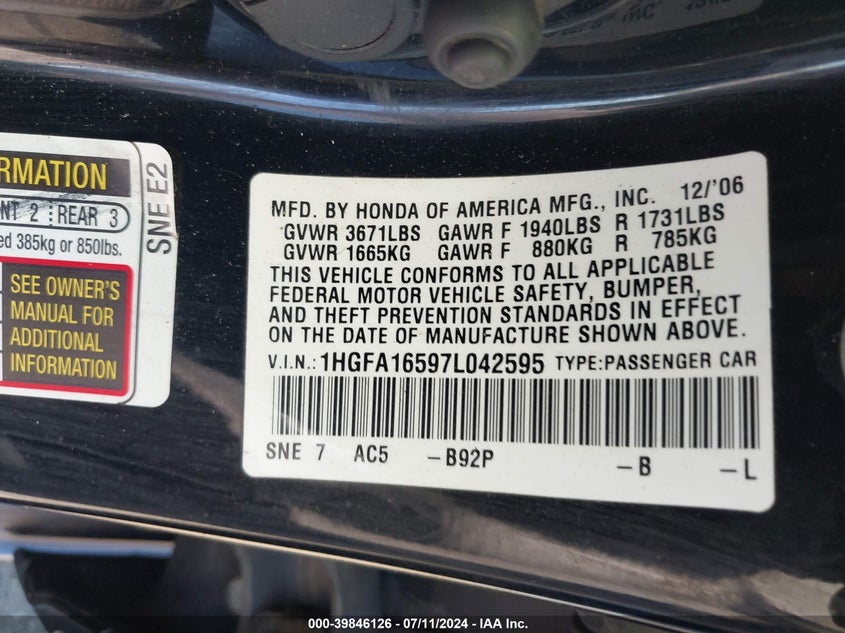 RMATION
NT 2 REAR 3
ed 385kg or 850lbs.
SEE OWNER'S
MANUAL FOR
ADDITIONAL
INFORMATION
SNE E2
MFD. BY HONDA OF AMERICA MFG., INC. 12/'06
GVWR 3671LBS GAWR F 1940LBS R 1731LBS
GVWR 1665KG GAWR F 880KG R 785KG
THIS VEHICLE CONFORMS TO ALL APPLICABLE
FEDERAL MOTOR VEHICLE SAFETY, BUMPER,
AND THEFT PREVENTION STANDARDS IN EFFECT
ON THE DATE OF MANUFACTURE SHOWN ABOVE.
V.I.N.: 1HGFA16597L042595 TYPE:PASSENGER CAR
SNE 7 AC5 -B92P -B -L
000-39846126 / 07/11/2024 - IAA Inc.